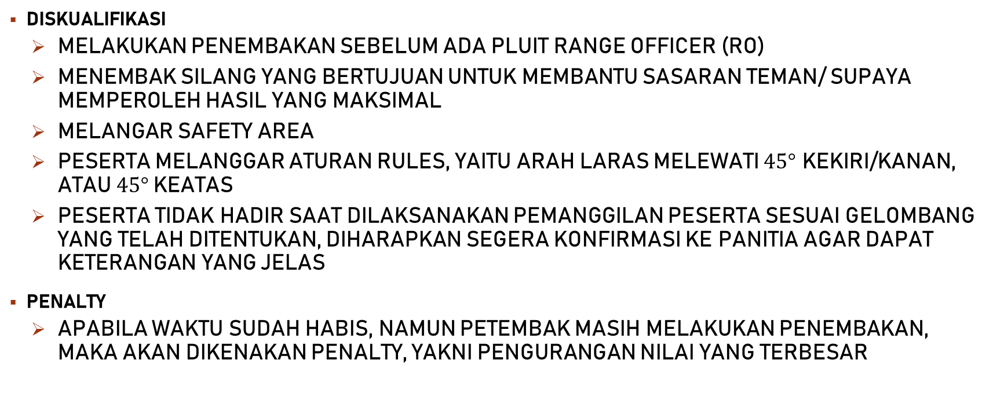 ▪ DISKUALIFIKASI
➢ MELAKUKAN PENEMBAKAN SEBELUM ADA PLUIT RANGE OFFICER (RO)
➢ MENEMBAK SILANG YANG BERTUJUAN UNTUK MEMBANTU SASARAN TEMAN/ SUPAYA
MEMPEROLEH HASIL YANG MAKSIMAL
➢ MELANGAR SAFETY AREA
➢ PESERTA MELANGGAR ATURAN RULES, YAITU ARAH LARAS MELEWATI 45° KEKIRI/KANAN,
ATAU 45° KEATAS
➢ PESERTA TIDAK HADIR SAAT DILAKSANAKAN PEMANGGILAN PESERTA SESUAI GELOMBANG
YANG TELAH DITENTUKAN, DIHARAPKAN SEGERA KONFIRMASI KE PANITIA AGAR DAPAT
KETERANGAN YANG JELAS
▪ PENALTY
➢ APABILA WAKTU SUDAH HABIS, NAMUN PETEMBAK MASIH MELAKUKAN PENEMBAKAN,
MAKA AKAN DIKENAKAN PENALTY, YAKNI PENGURANGAN NILAI YANG TERBESAR